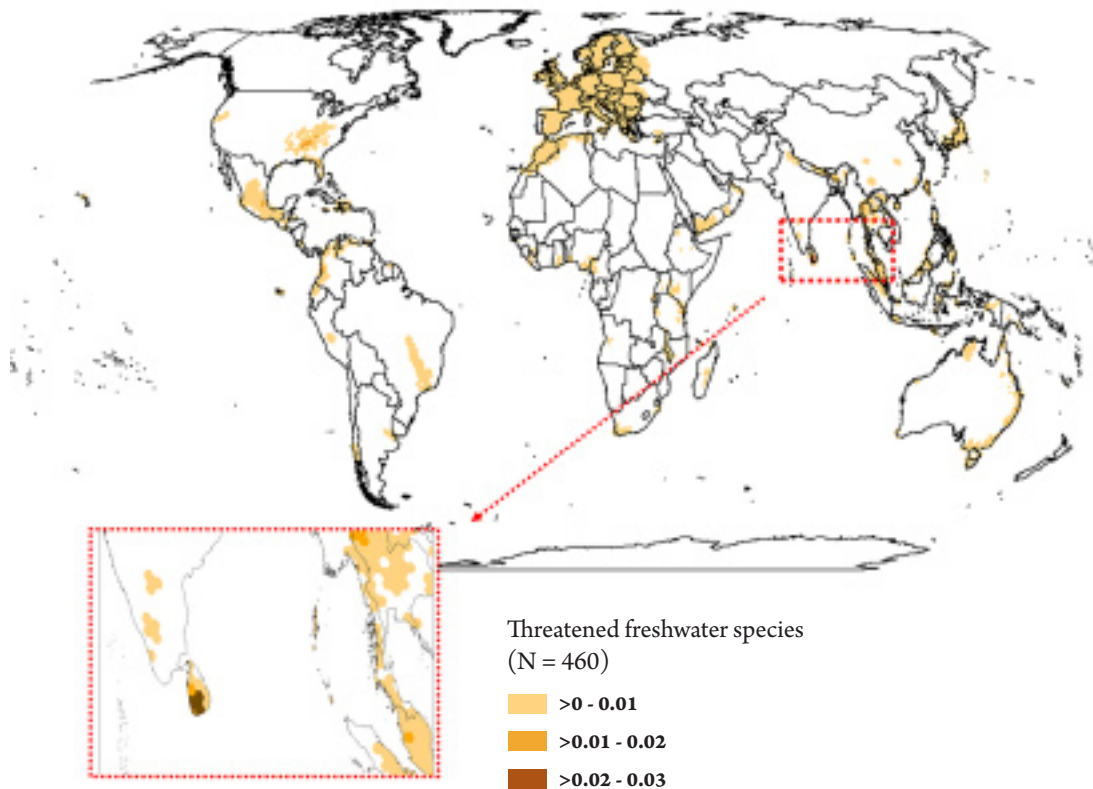 Threatened freshwater species
(N = 460)
>0 - 0.01
>0.01 - 0.02
>0.02 - 0.03